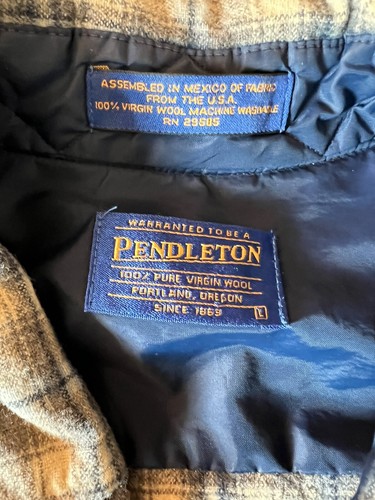 ASSEMBLED IN MEXICO OF FABRIC
FROM THE U.S.A.
100% VIRGIN WOOL MACHINE WASHABLE
RN 29685
WARRANTED TO BE A
PENDLETON
100% PURE VIRGIN WOOL
PORTLAND, OREGON
SINCE 1863
L